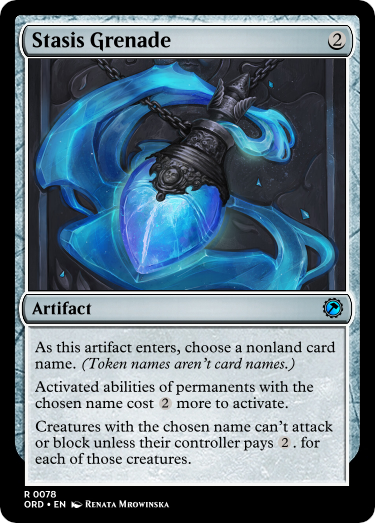 Stasis Grenade 2
Artifact
As this artifact enters, choose a nonland card
name. (Token names aren't card names.)
Activated abilities of permanents with the
chosen name cost 2 more to activate.
Creatures with the chosen name can't attack
or block unless their controller pays 2 . for
each of those creatures.
R 0078
ORD • EN Renata Mrowinska